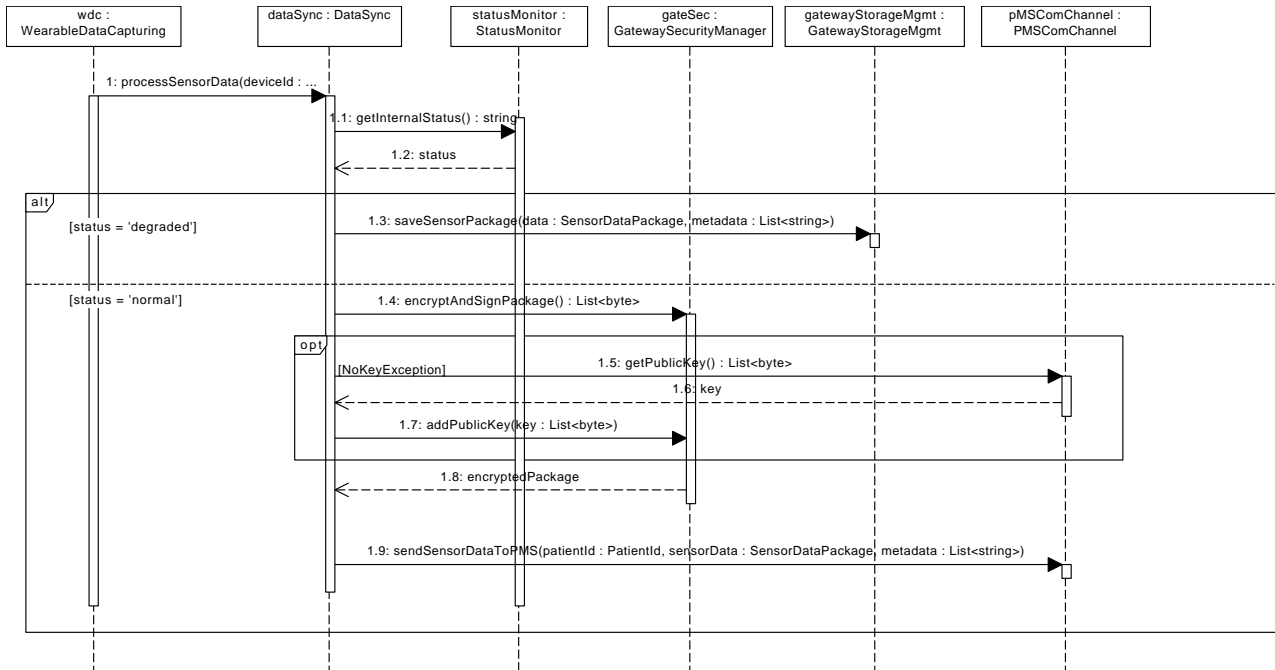 wdc :
WearableDataCapturing
dataSync : DataSync
statusMonitor :
StatusMonitor
gateSec :
GatewaySecurityManager
gatewayStorageMgmt :
GatewayStorageMgmt
pMSComChannel :
PMSComChannel
1: processSensorData(deviceId : ...
1.1: getInternalStatus() : string
1.2: status
alt
[status = 'degraded']
1.3: saveSensorPackage(data : SensorDataPackage, metadata : List<string>)
[status = 'normal']
1.4: encryptAndSignPackage() : List<byte>
opt
[NoKeyException]
1.5: getPublicKey() : List<byte>
1.6: key
1.7: addPublicKey(key : List<byte>)
1.8: encryptedPackage
1.9: sendSensorDataToPMS(patientId : PatientId, sensorData : SensorDataPackage, metadata : List<string>)